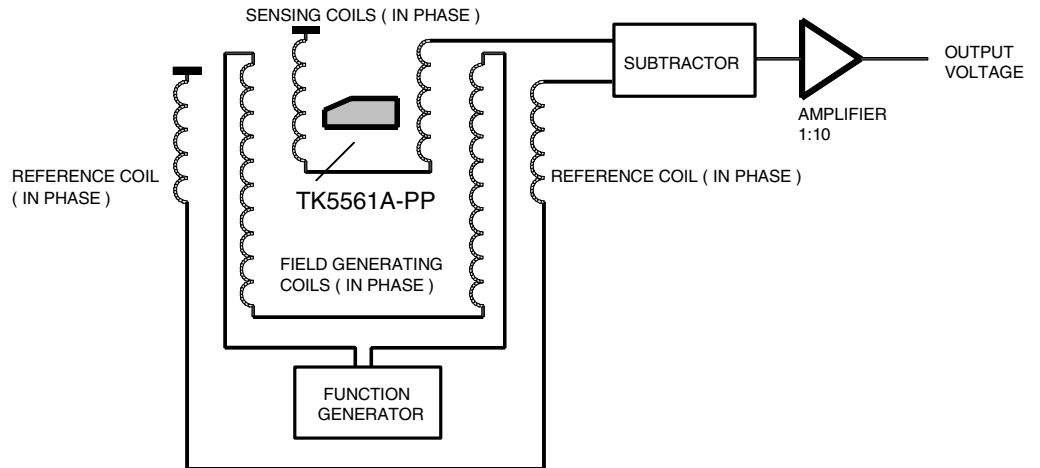 SENSING COILS ( IN PHASE )
SUBTRACTOR
OUTPUT
VOLTAGE
AMPLIFIER
1:10
REFERENCE COIL
( IN PHASE )
REFERENCE COIL ( IN PHASE )
TK5561A-PP
FIELD GENERATING
COILS ( IN PHASE )
FUNCTION
GENERATOR